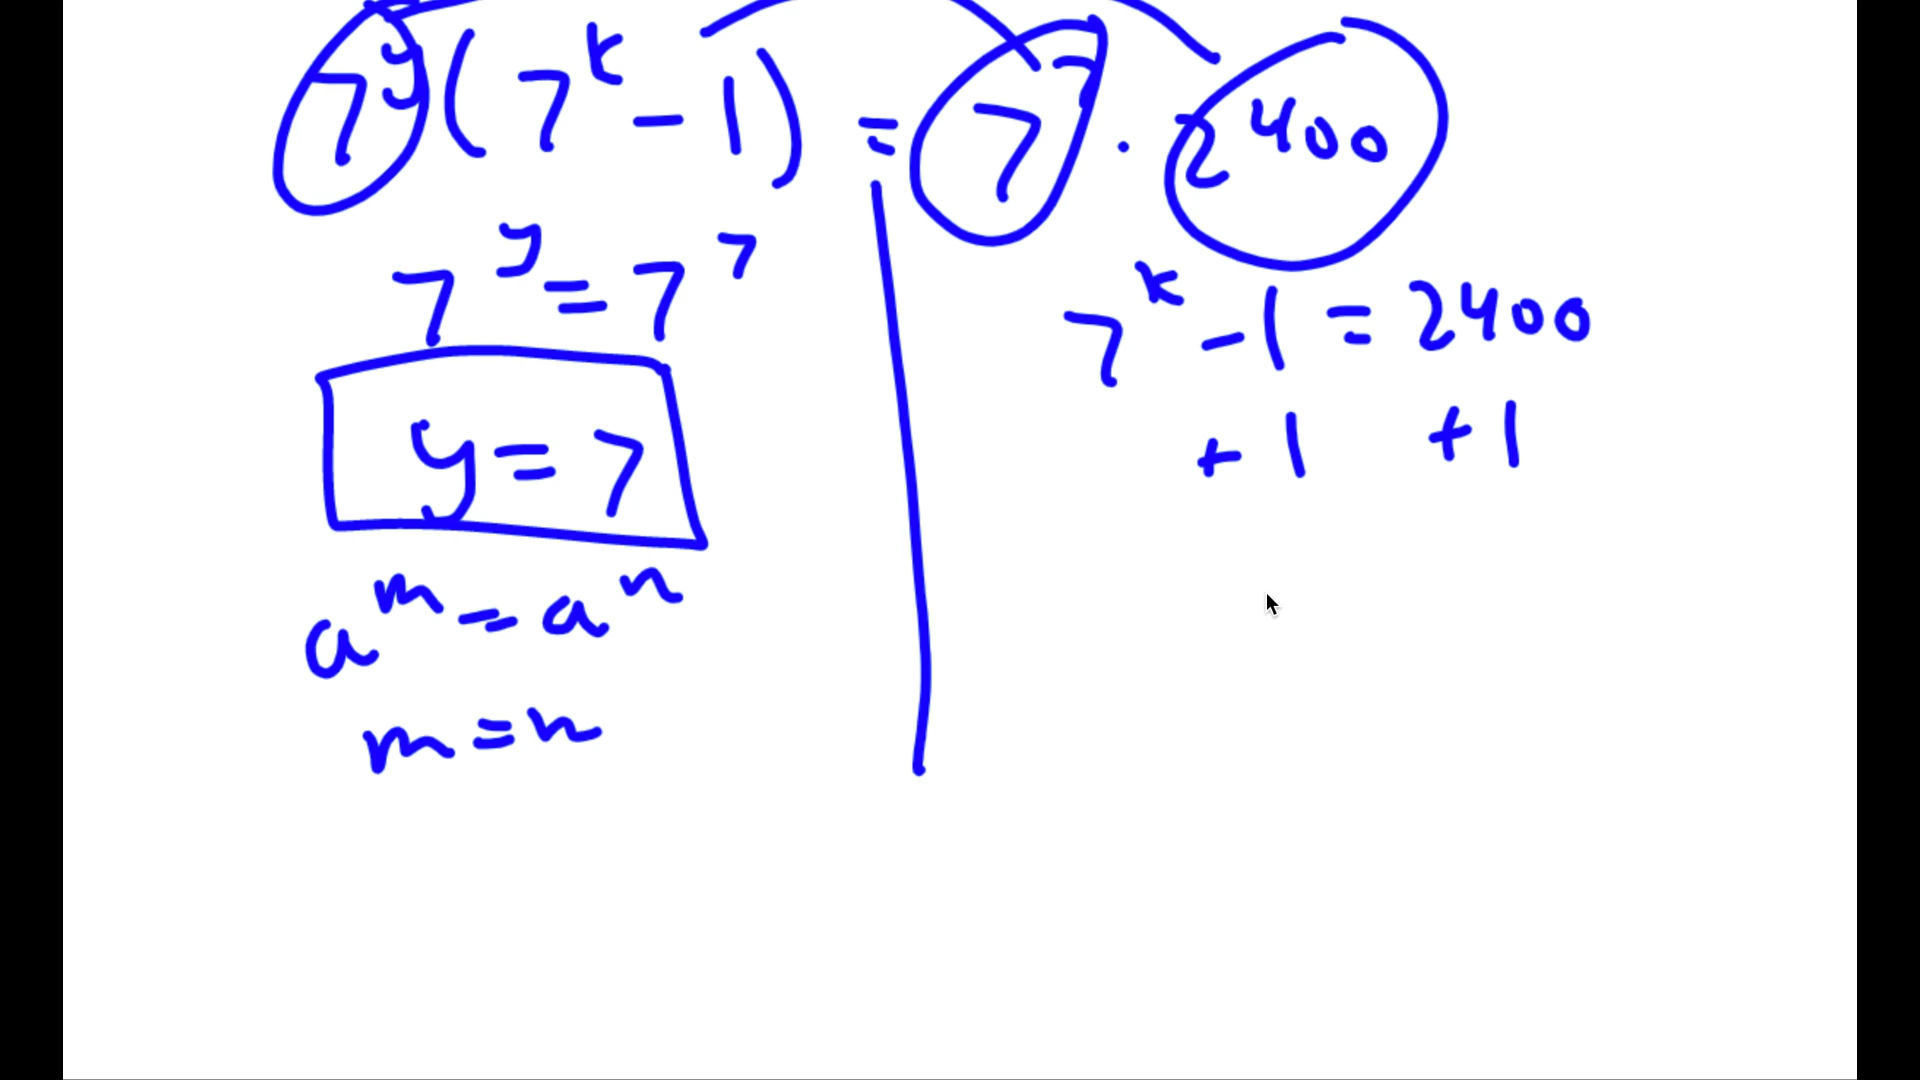 7^y (7^k - 1) = 7^7 · 2400
7^y = 7^7
y = 7
a^m = a^n
m = n
7^k - 1 = 2400
+ 1 + 1